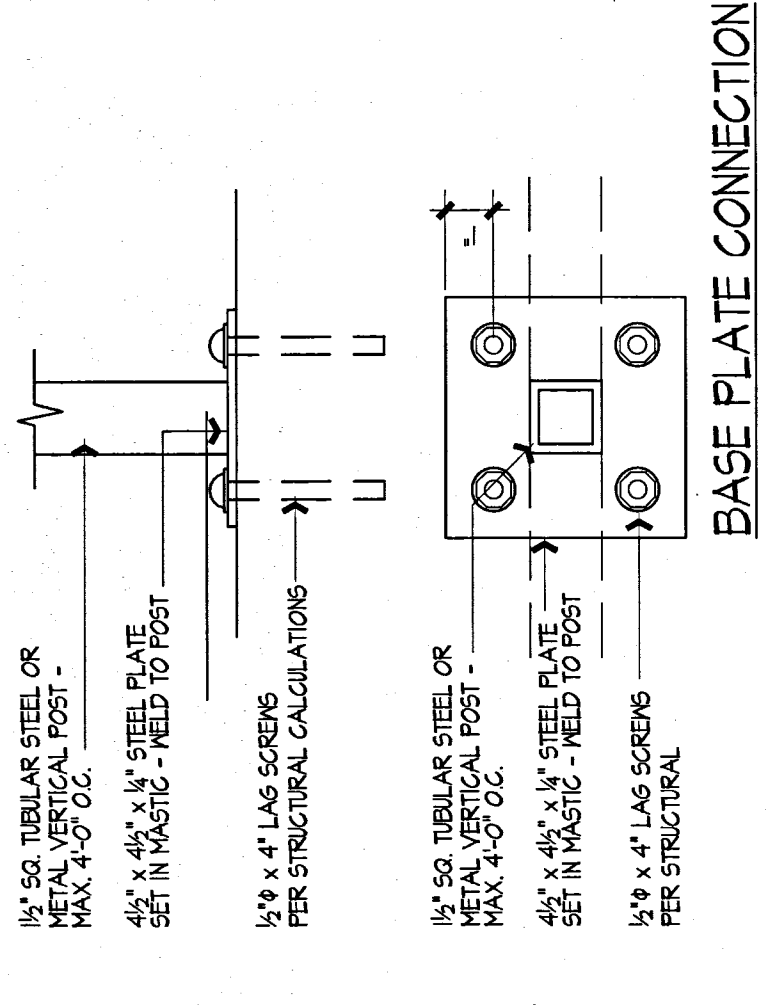 1½" SQ. TUBULAR STEEL OR
METAL VERTICAL POST -
MAX. 4'-0" O.C.
4½" x 4½" x ¼" STEEL PLATE
SET IN MASTIC - WELD TO POST
½"Φ x 4" LAG SCREWS
PER STRUCTURAL CALCULATIONS
1½" SQ. TUBULAR STEEL OR
METAL VERTICAL POST -
MAX. 4'-0" O.C.
4½" x 4½" x ¼" STEEL PLATE
SET IN MASTIC - WELD TO POST
½"Φ x 4" LAG SCREWS
PER STRUCTURAL
1"
BASE PLATE CONNECTION